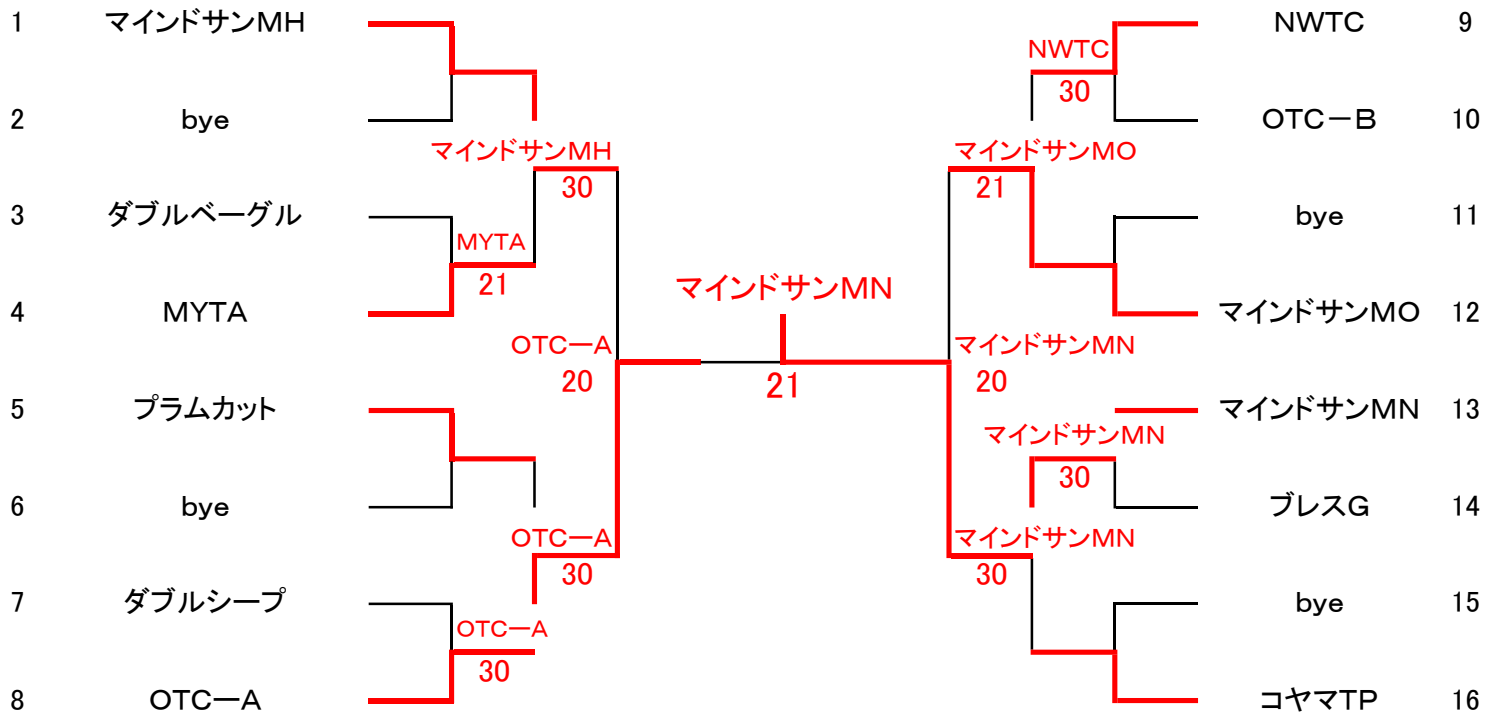 1 マインドサンMH NWTC 9
NWTC
30
2 bye OTC－B 10
マインドサンMH マインドサンMO
30 21
3 ダブルベーグル bye 11
MYTA
21
マインドサンMN
4 MYTA マインドサンMO 12
OTC－A マインドサンMN
20 21 20
5 プラムカット マインドサンMN 13
マインドサンMN
30
6 bye ブレスG 14
OTC－A マインドサンMN
30 30
7 ダブルシープ bye 15
OTC－A
30
8 OTC－A コヤマTP 16